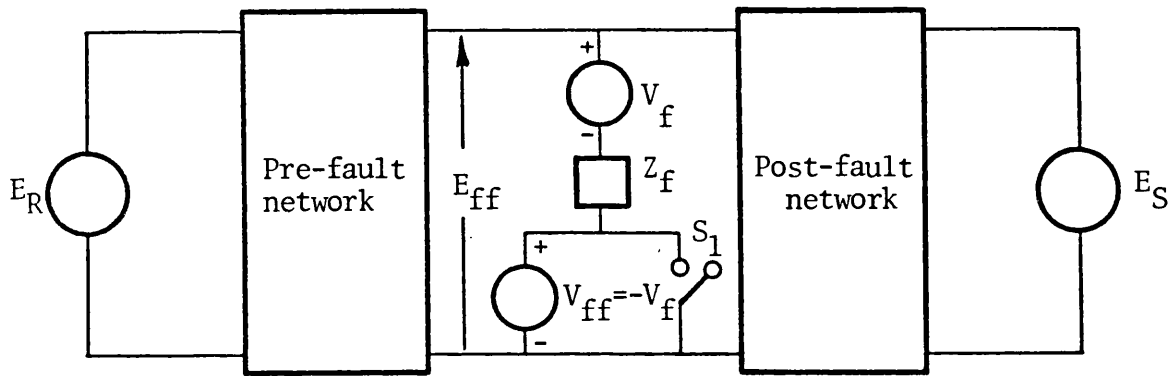 E_R
Pre-fault
network
E_ff
+
V_f
-
Z_f
+
V_ff=-V_f
-
S_1
Post-fault
network
E_S